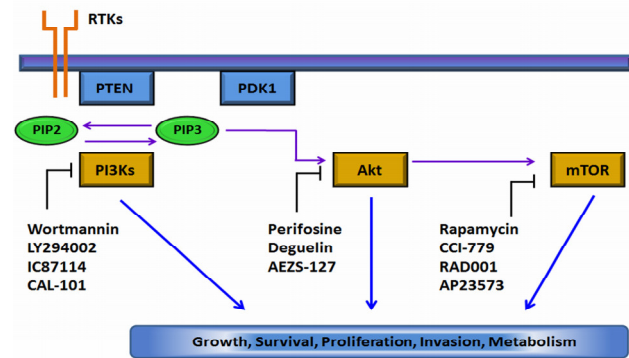 RTKs
PTEN
PDK1
PIP2
PIP3
PI3Ks
Akt
mTOR
Wortmannin
LY294002
IC87114
CAL-101
Perifosine
Deguelin
AEZS-127
Rapamycin
CCI-779
RAD001
AP23573
Growth, Survival, Proliferation, Invasion, Metabolism